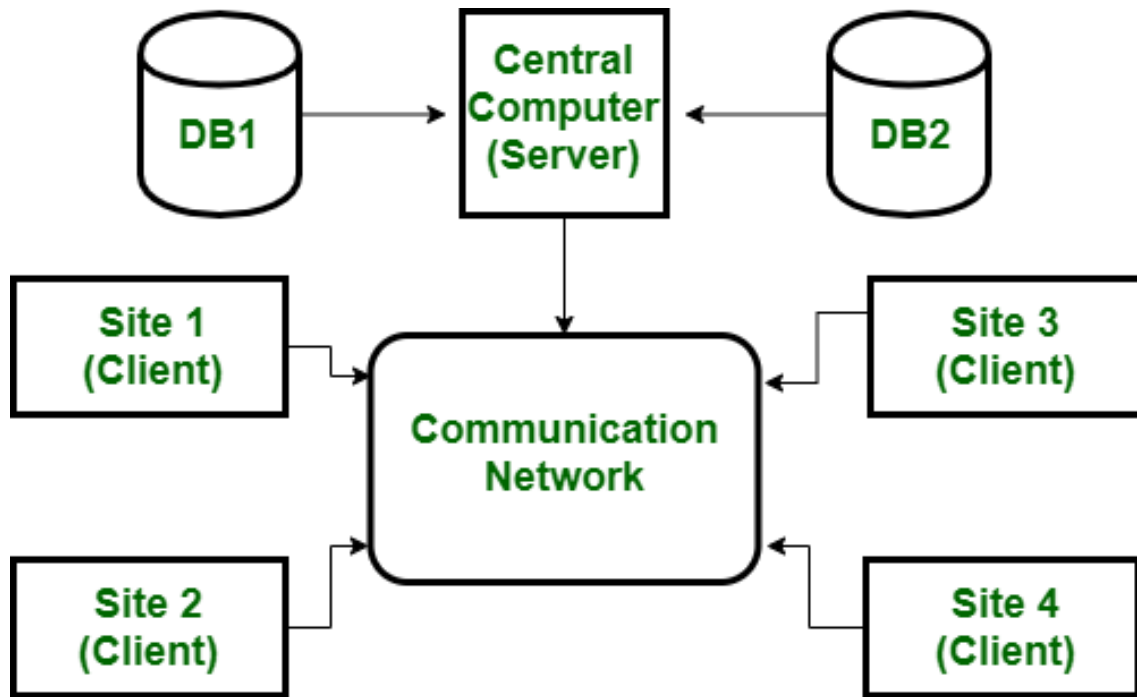 DB1
Central
Computer
(Server)
DB2
Site 1
(Client)
Site 3
(Client)
Communication
Network
Site 2
(Client)
Site 4
(Client)